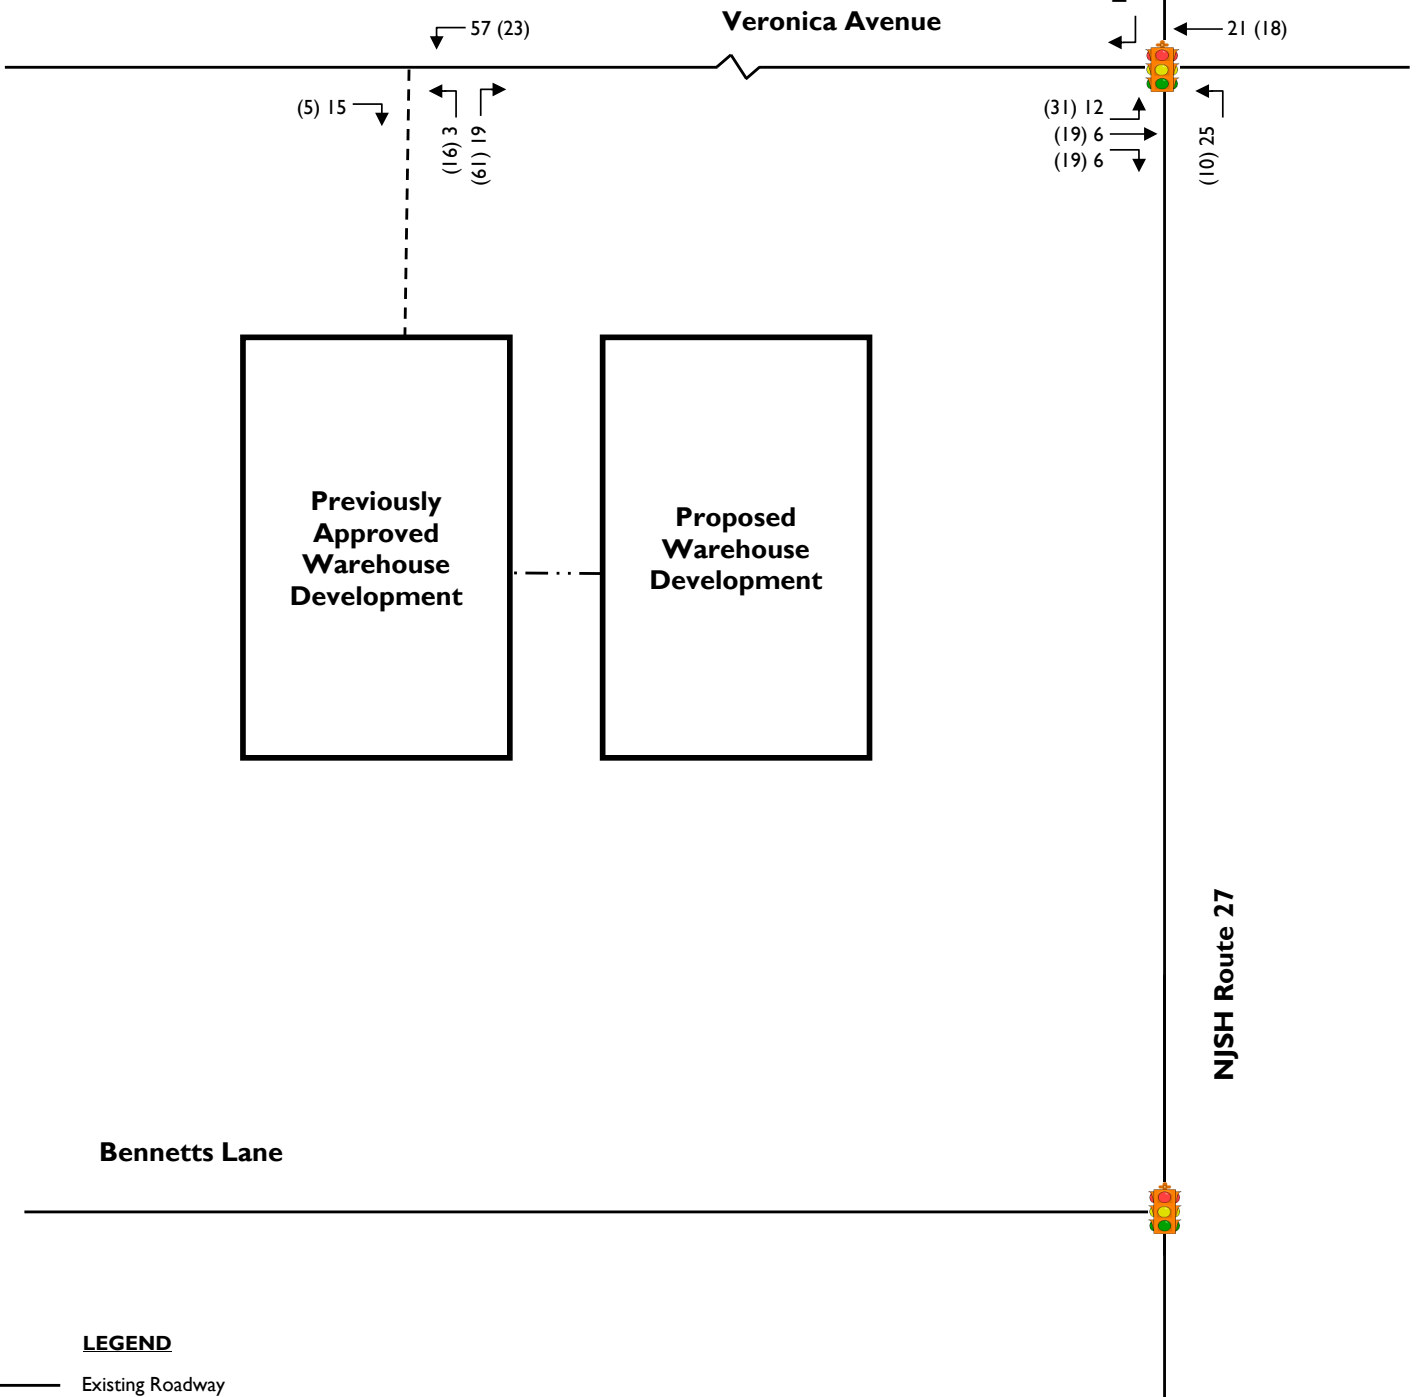 Veronica Avenue
57 (23)
21 (18)
(5) 15
(16) 3
(61) 19
(31) 12
(19) 6
(19) 6
(10) 25
Previously
Approved
Warehouse
Development
Proposed
Warehouse
Development
NJSH Route 27
Bennetts Lane
LEGEND
Existing Roadway